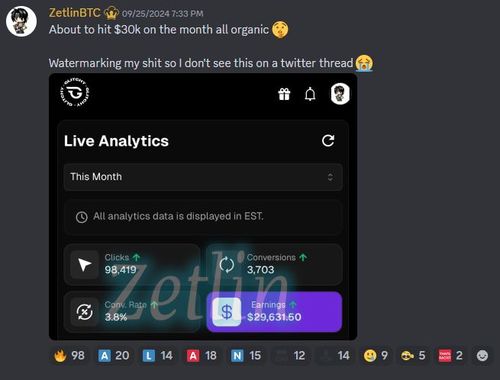 ZetlinBTC 09/25/2024 7:33 PM
About to hit $30k on the month all organic 🤫
Watermarking my shit so I don't see this on a twitter thread 😭
GLITCHY GLITCHY GLITCHY
Live Analytics
This Month
All analytics data is displayed in EST.
Clicks ↑
98,419
Conversions ↑
3,703
Zetlin
Conv. Rate ↑
3.8%
Earnings ↑
$29,631.50
🔥 98 🇦 20 🇱 14 🇦 18 🇳 15 12 14 9 5 2